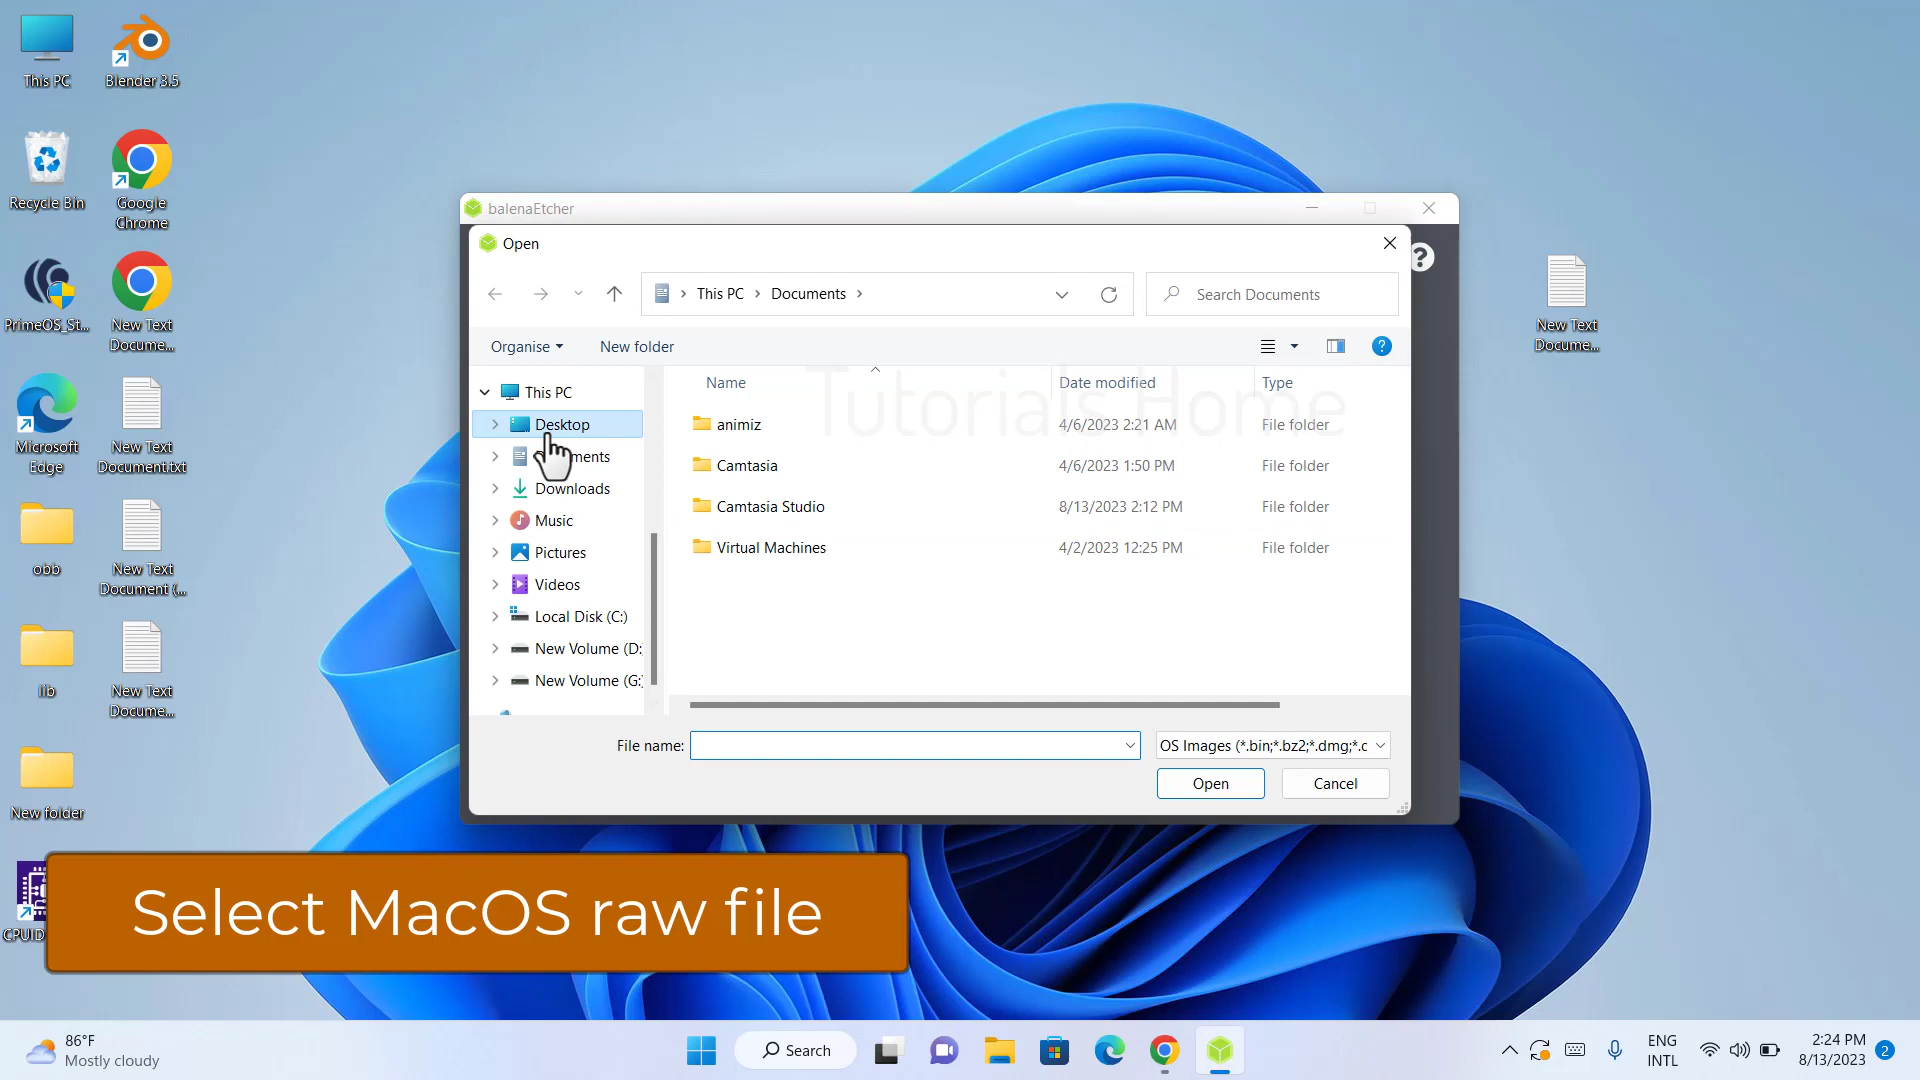 This PC
Blender 3.5
Recycle Bin
Google
Chrome
PrimeOS_St...
New Text
Docume...
Microsoft
Edge
New Text
Document.txt
obb
New Text
Document (...
lib
New Text
Docume...
New folder
CPUID
New Text
Docume...
balenaEtcher
Open
This PC
Documents
Search Documents
Organise
New folder
This PC
Desktop
ments
Downloads
Music
Pictures
Videos
Local Disk (C:)
New Volume (D:
New Volume (G:
Name
Date modified
Type
Tutorials Home
animiz
4/6/2023 2:21 AM
File folder
Camtasia
4/6/2023 1:50 PM
File folder
Camtasia Studio
8/13/2023 2:12 PM
File folder
Virtual Machines
4/2/2023 12:25 PM
File folder
File name:
OS Images (*.bin;*.bz2;*.dmg;*.c
Open
Cancel
Select MacOS raw file
86°F
Mostly cloudy
Search
ENG
INTL
2:24 PM
8/13/2023
2